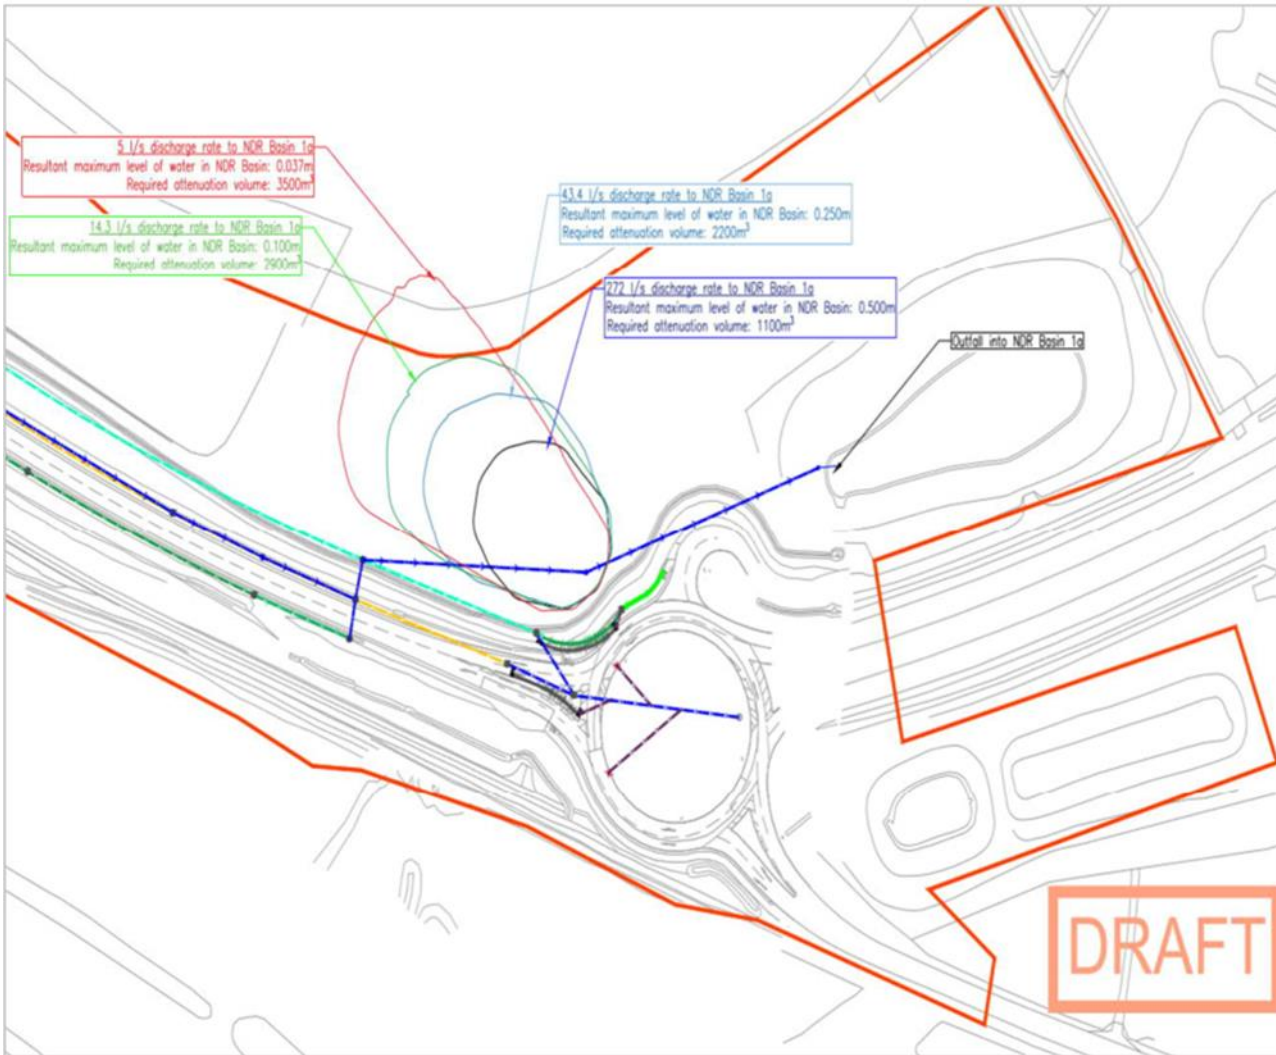 5 l/s discharge rate to NDR Basin 1a
Resultant maximum level of water in NDR Basin: 0.037m
Required attenuation volume: 3500m³
14.3 l/s discharge rate to NDR Basin 1a
Resultant maximum level of water in NDR Basin: 0.100m
Required attenuation volume: 2900m³
43.4 l/s discharge rate to NDR Basin 1a
Resultant maximum level of water in NDR Basin: 0.250m
Required attenuation volume: 2200m³
272 l/s discharge rate to NDR Basin 1a
Resultant maximum level of water in NDR Basin: 0.500m
Required attenuation volume: 1100m³
Outfall into NDR Basin 1a
DRAFT